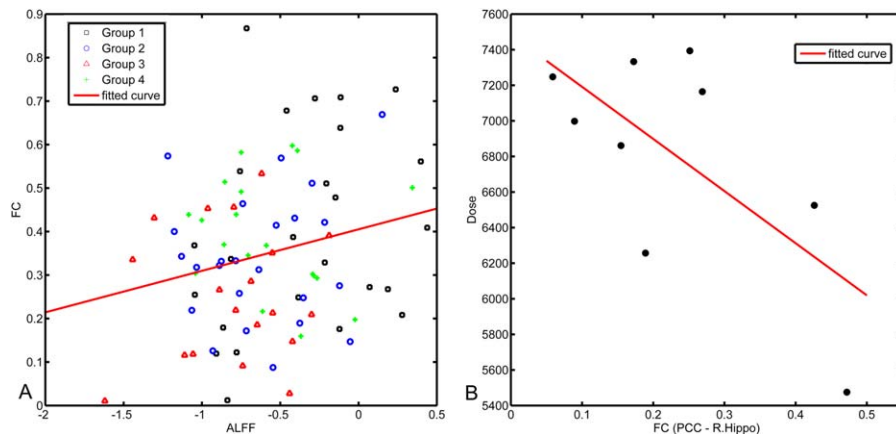 0.9
0.8
0.7
0.6
0.5
0.4
0.3
0.2
0.1
0
FC
Group 1
Group 2
Group 3
Group 4
fitted curve
A
-2
-1.5
-1
-0.5
0
0.5
ALFF
7600
7400
7200
7000
6800
6600
6400
6200
6000
5800
5600
5400
Dose
fitted curve
B
0
0.1
0.2
0.3
0.4
0.5
FC (PCC - R.Hippo)